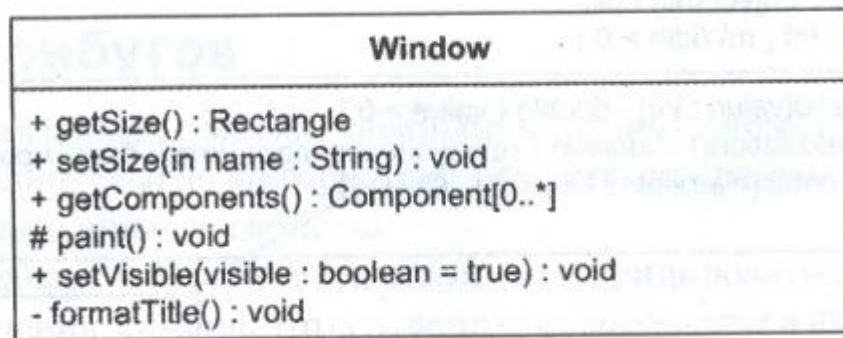 Window
+ getSize() : Rectangle
+ setSize(in name : String) : void
+ getComponents() : Component[0..*]
# paint() : void
+ setVisible(visible : boolean = true) : void
- formatTitle() : void